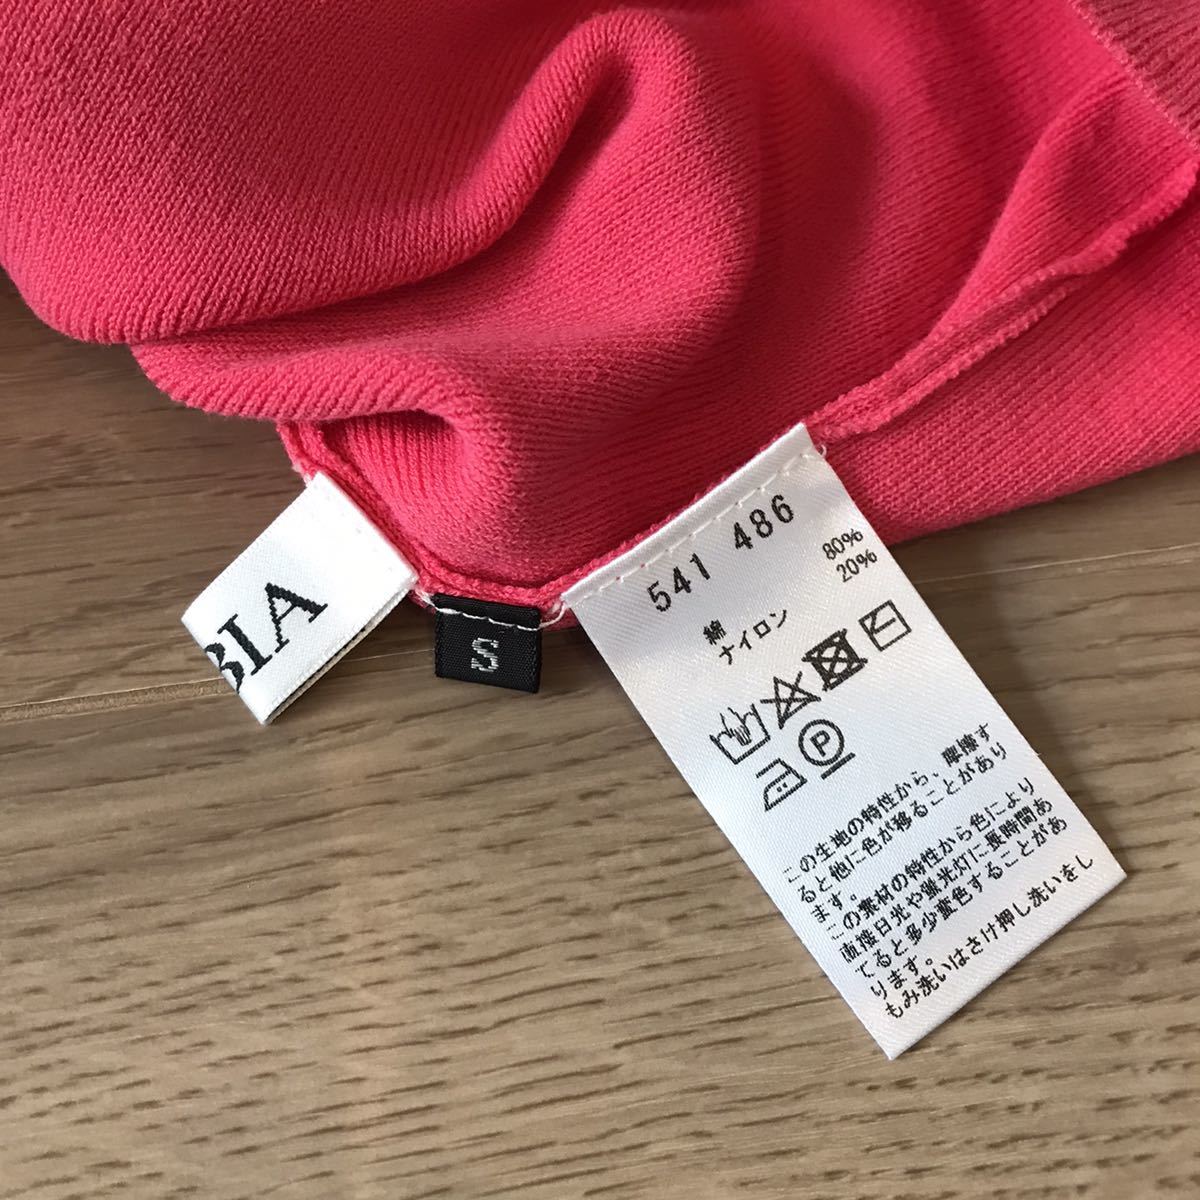 BIA
S
541 486
綿 80%
ナイロン 20%
P
この生地の特性から、摩擦す
ると他に色が移ることがあり
ます。
この素材の特性から色により
直接日光や蛍光灯に長時間あ
てると多少変色することがあ
ります。
もみ洗いはさけ押し洗いをし